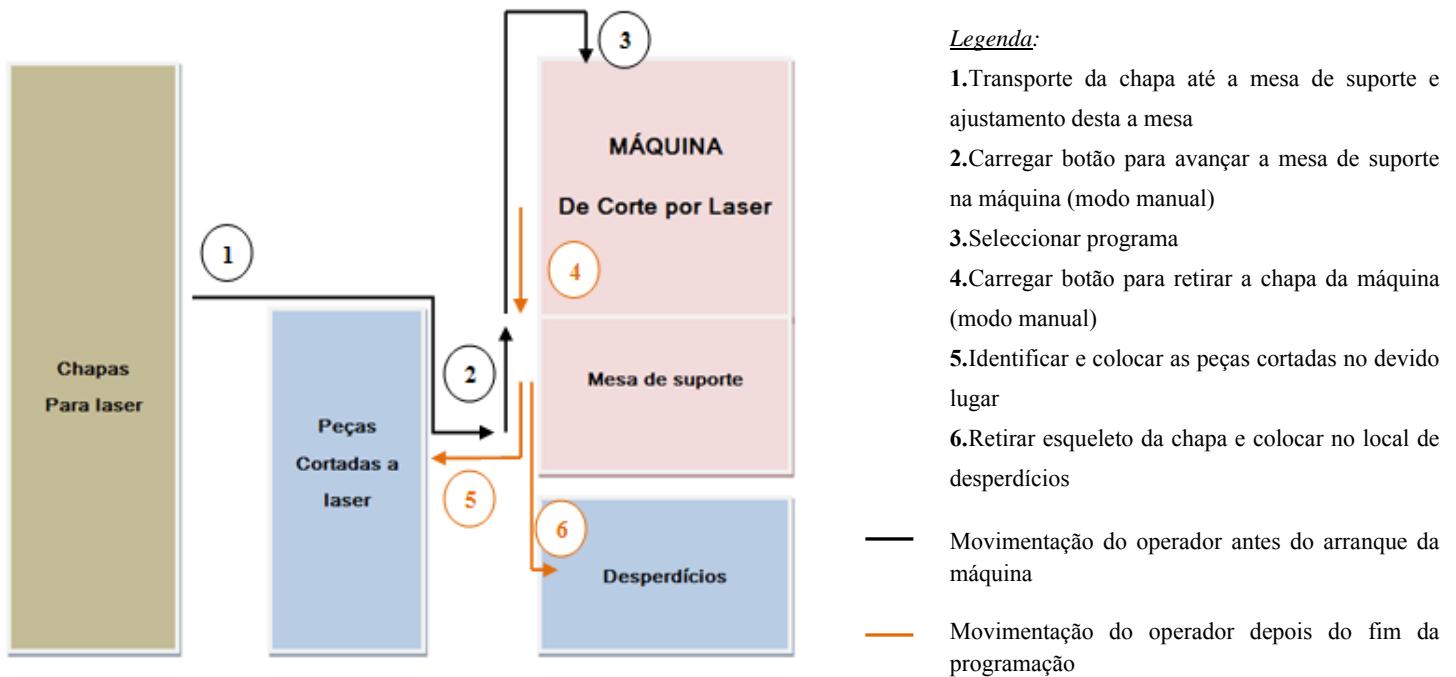 3
MÁQUINA
De Corte por Laser
1
4
2
Chapas
Para laser
Mesa de suporte
Peças
Cortadas a
laser
5
6
Desperdícios
Legenda:
1.Transporte da chapa até a mesa de suporte e
ajustamento desta a mesa
2.Carregar botão para avançar a mesa de suporte
na máquina (modo manual)
3.Seleccionar programa
4.Carregar botão para retirar a chapa da máquina
(modo manual)
5.Identificar e colocar as peças cortadas no devido
lugar
6.Retirar esqueleto da chapa e colocar no local de
desperdícios
Movimentação do operador antes do arranque da
máquina
Movimentação do operador depois do fim da
programação